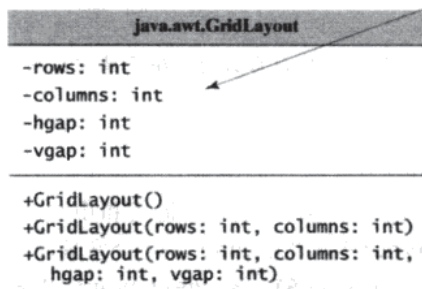 java.awt.GridLayout
-rows: int
-columns: int
-hgap: int
-vgap: int
+GridLayout()
+GridLayout(rows: int, columns: int)
+GridLayout(rows: int, columns: int,
hgap: int, vgap: int)